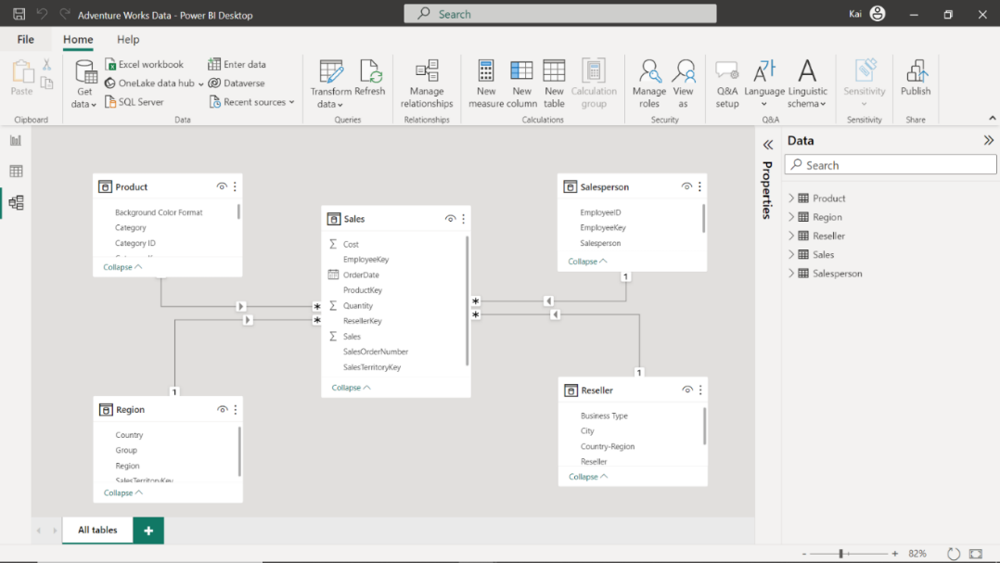 Adventure Works Data - Power BI Desktop
Search
Kai
File Home Help
Paste
Clipboard
Get data
Excel workbook
OneLake data hub
SQL Server
Enter data
Dataverse
Recent sources
Data
Transform data
Refresh
Queries
Manage relationships
Relationships
New measure
New column
New table
Calculation group
Calculations
Manage roles
View as
Security
Q&A setup
Language
Linguistic schema
Q&A
Sensitivity
Sensitivity
Publish
Share
Product
Background Color Format
Category
Category ID
Collapse
Sales
Σ Cost
EmployeeKey
OrderDate
ProductKey
Σ Quantity
ResellerKey
Σ Sales
SalesOrderNumber
SalesTerritoryKey
Collapse
Salesperson
EmployeeID
EmployeeKey
Salesperson
Collapse
1
*
*
*
*
1
1
Region
Country
Group
Region
SalesTerritoryKey
Collapse
Reseller
Business Type
City
Country-Region
Reseller
Collapse
Properties
Data
Search
Product
Region
Reseller
Sales
Salesperson
All tables
+
- + 82%